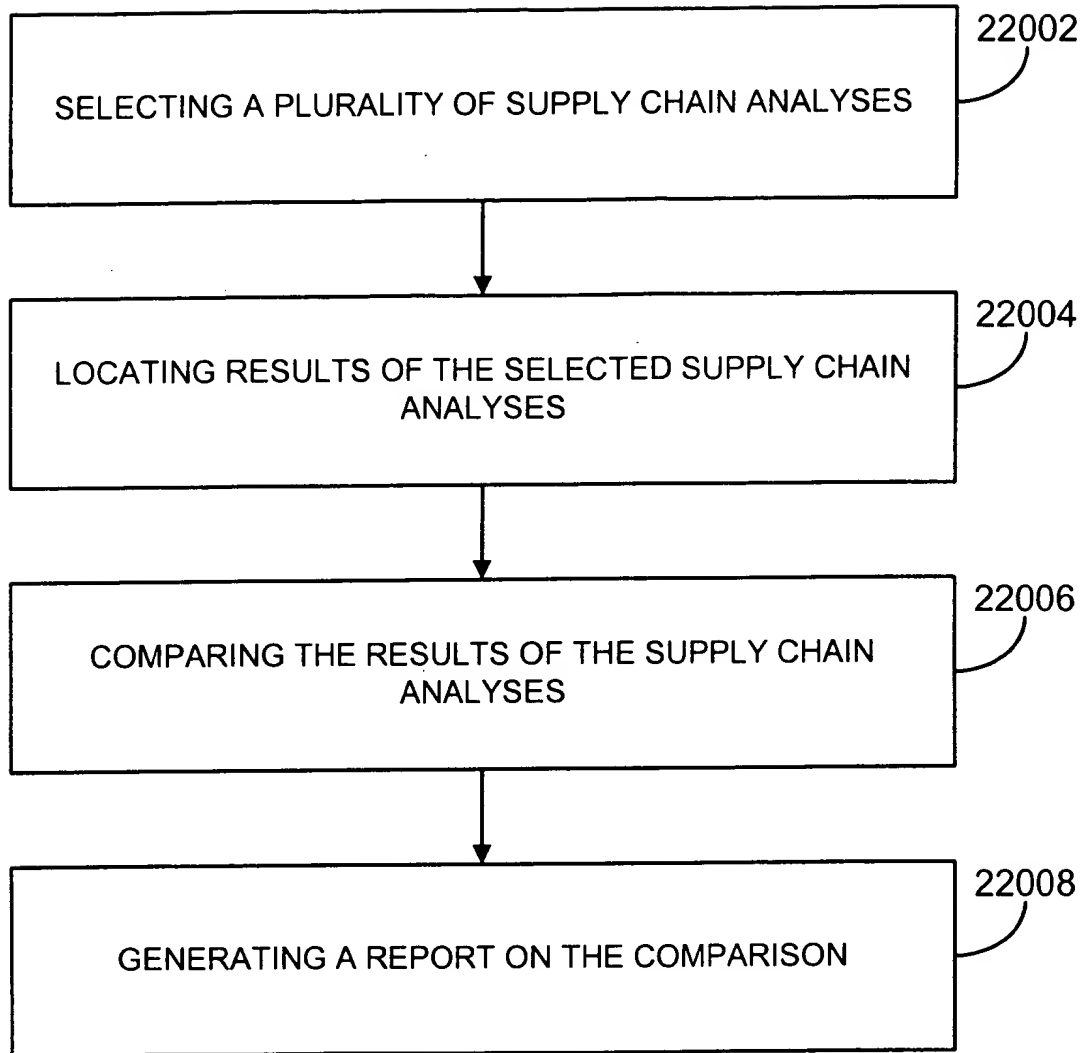 22002
SELECTING A PLURALITY OF SUPPLY CHAIN ANALYSES
22004
LOCATING RESULTS OF THE SELECTED SUPPLY CHAIN
ANALYSES
22006
COMPARING THE RESULTS OF THE SUPPLY CHAIN
ANALYSES
22008
GENERATING A REPORT ON THE COMPARISON